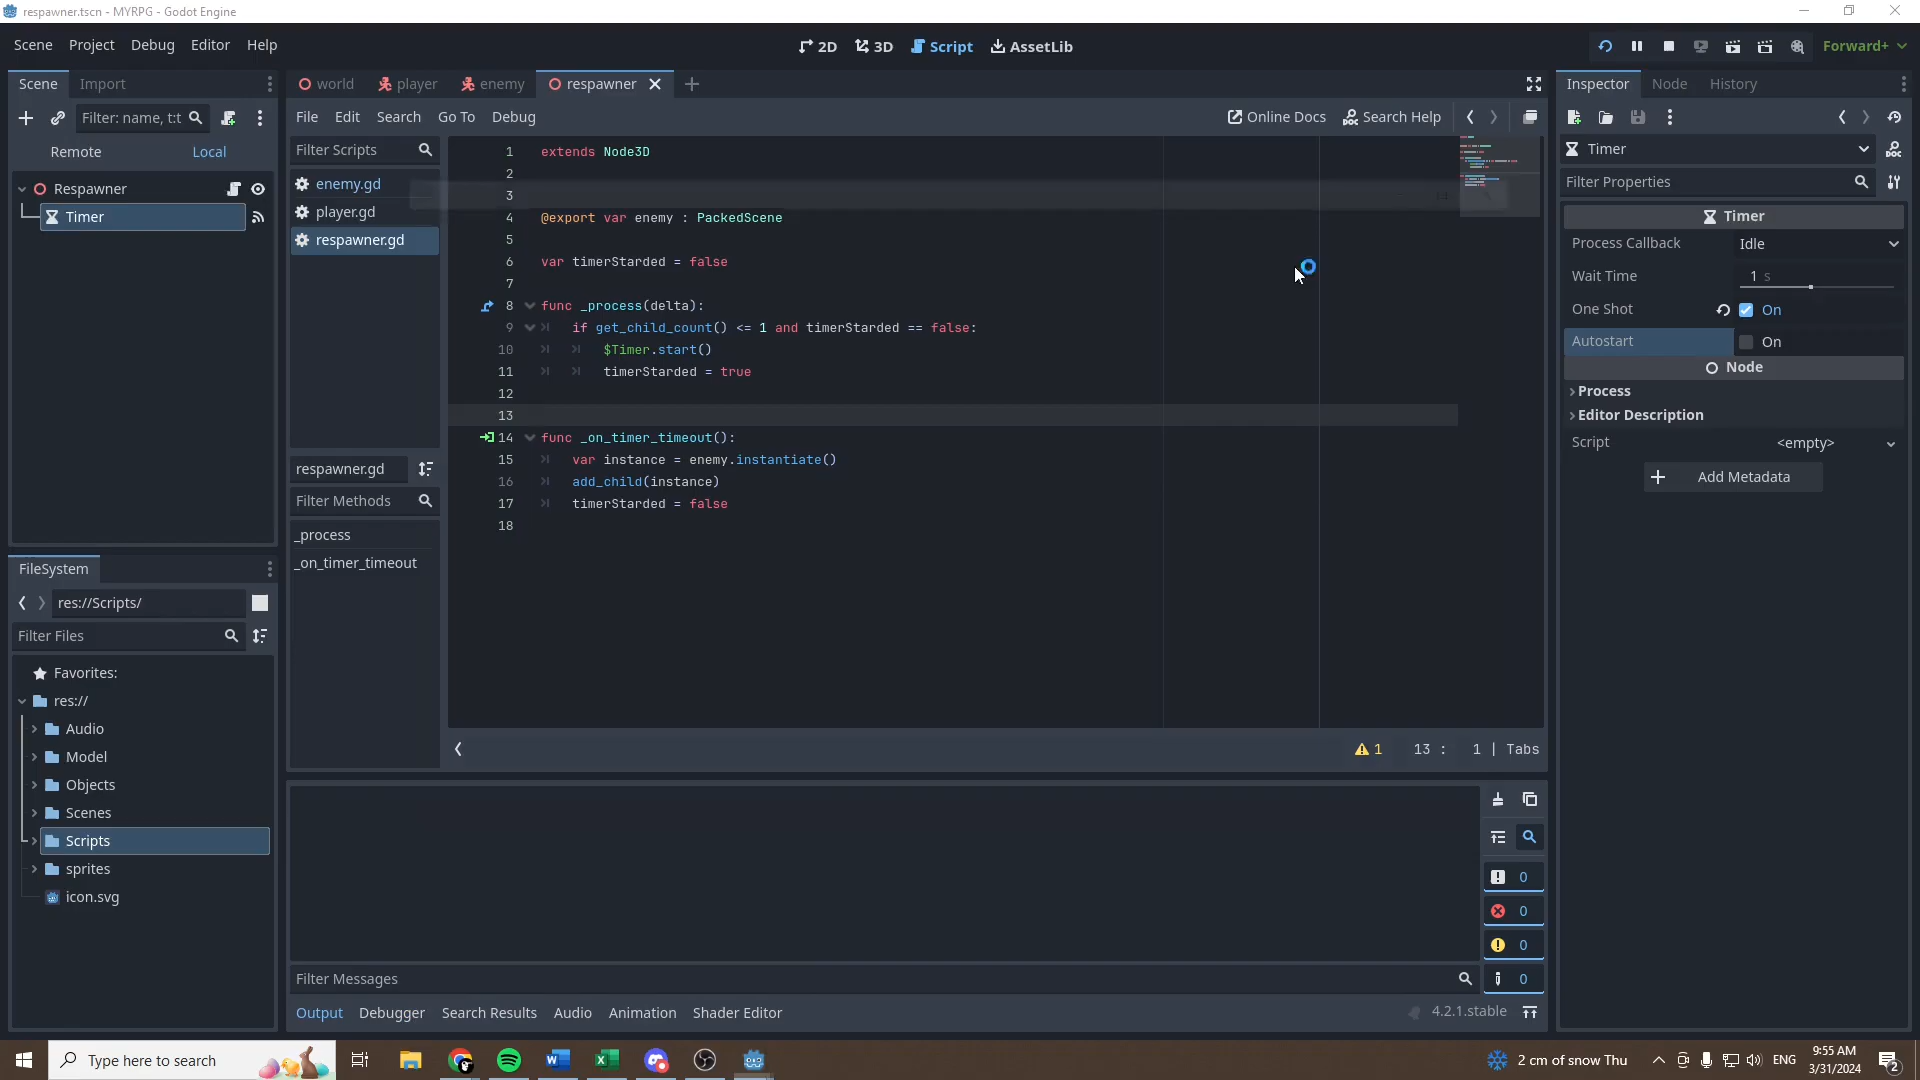 respawner.tscn - MYRPG - Godot Engine
Scene Project Debug Editor Help
2D 3D Script AssetLib
Forward+
Scene Import
world player enemy respawner
Inspector Node History
Filter: name, t:t
File Edit Search Go To Debug
Online Docs Search Help
Remote Local
Filter Scripts
Timer
Filter Properties
Respawner
Timer
enemy.gd
player.gd
respawner.gd
respawner.gd
Filter Methods
_process
_on_timer_timeout
1 extends Node3D
2
3
4 @export var enemy : PackedScene
5
6 var timerStarded = false
7
8 func _process(delta):
9 if get_child_count() <= 1 and timerStarded == false:
10 $Timer.start()
11 timerStarded = true
12
13
14 func _on_timer_timeout():
15 var instance = enemy.instantiate()
16 add_child(instance)
17 timerStarded = false
18
1 13 : 1 | Tabs
Timer
Process Callback Idle
Wait Time 1 s
One Shot On
Autostart On
Node
Process
Editor Description
Script <empty>
Add Metadata
FileSystem
res://Scripts/
Filter Files
Favorites:
res://
Audio
Model
Objects
Scenes
Scripts
sprites
icon.svg
0
0
0
0
Filter Messages
Output Debugger Search Results Audio Animation Shader Editor
4.2.1.stable
Type here to search
2 cm of snow Thu
ENG
9:55 AM
3/31/2024
2